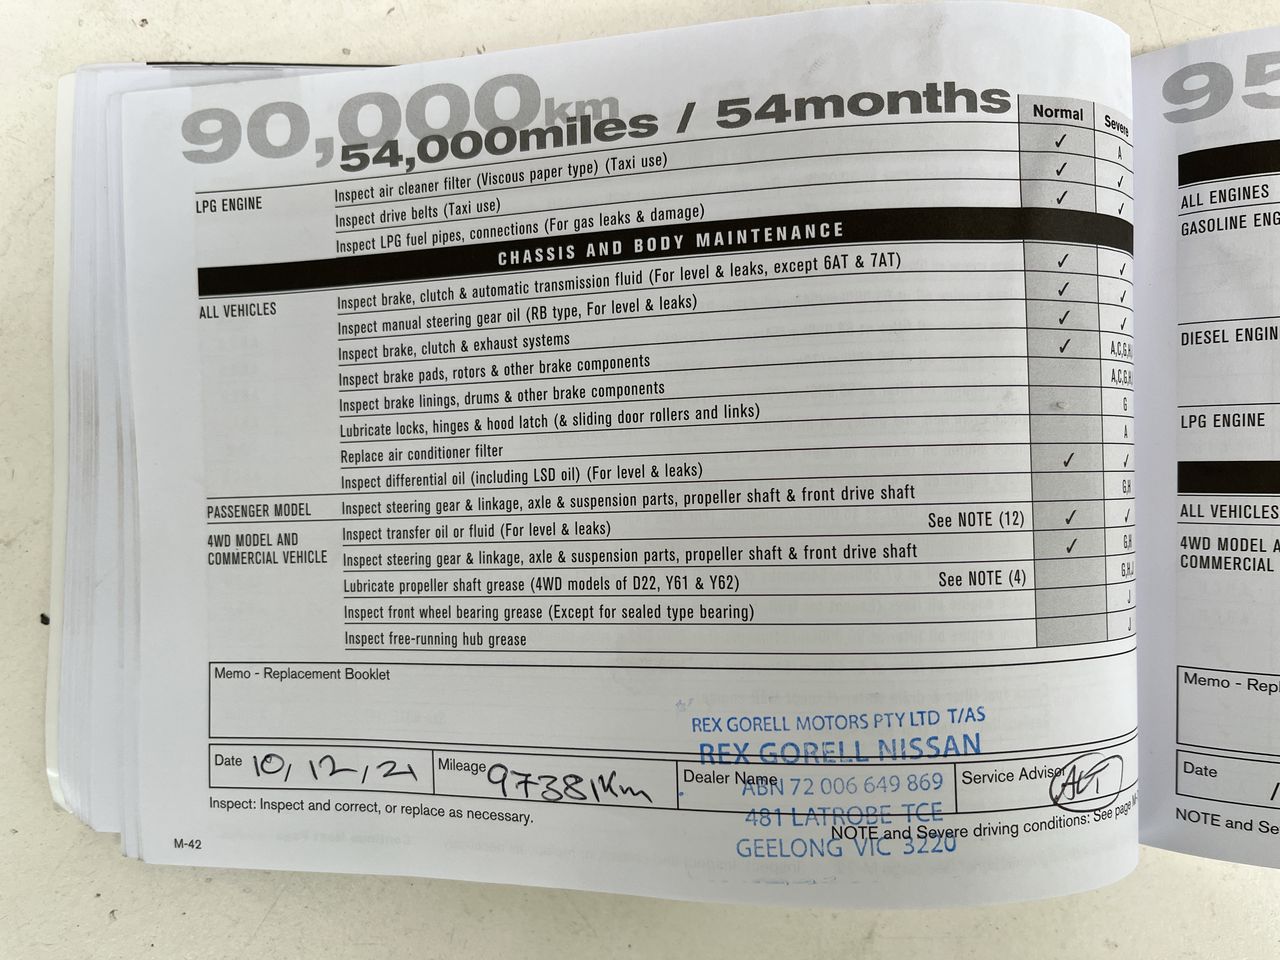 90,000km
54,000miles / 54months
Normal Severe
LPG ENGINE Inspect air cleaner filter (Viscous paper type) (Taxi use) ✓ A
Inspect drive belts (Taxi use) ✓ ✓
Inspect LPG fuel pipes, connections (For gas leaks & damage) ✓ ✓
CHASSIS AND BODY MAINTENANCE
ALL VEHICLES Inspect brake, clutch & automatic transmission fluid (For level & leaks, except 6AT & 7AT) ✓ ✓
Inspect manual steering gear oil (RB type, For level & leaks) ✓ ✓
Inspect brake, clutch & exhaust systems ✓ ✓
Inspect brake pads, rotors & other brake components ✓ A,C,G,H
Inspect brake linings, drums & other brake components A,C,G,H
Lubricate locks, hinges & hood latch (& sliding door rollers and links) G
Replace air conditioner filter A
Inspect differential oil (including LSD oil) (For level & leaks) ✓ ✓
PASSENGER MODEL Inspect steering gear & linkage, axle & suspension parts, propeller shaft & front drive shaft G,H
4WD MODEL AND COMMERCIAL VEHICLE Inspect transfer oil or fluid (For level & leaks) See NOTE (12) ✓ ✓
Inspect steering gear & linkage, axle & suspension parts, propeller shaft & front drive shaft ✓ G,H
Lubricate propeller shaft grease (4WD models of D22, Y61 & Y62) See NOTE (4) G,H,J
Inspect front wheel bearing grease (Except for sealed type bearing) J
Inspect free-running hub grease J
Memo - Replacement Booklet
REX GORELL MOTORS PTY LTD T/AS
REX GORELL NISSAN
ABN 72 006 649 869
481 LATROBE TCE
GEELONG VIC 3220
Date 10/12/21 Mileage 97381Km Dealer Name Service Advisor
Inspect: Inspect and correct, or replace as necessary.
NOTE and Severe driving conditions: See page M-
M-42
95
ALL ENGINES
GASOLINE ENG
DIESEL ENGIN
LPG ENGINE
ALL VEHICLES
4WD MODEL A
COMMERCIAL
Memo - Repl
Date
NOTE and Se